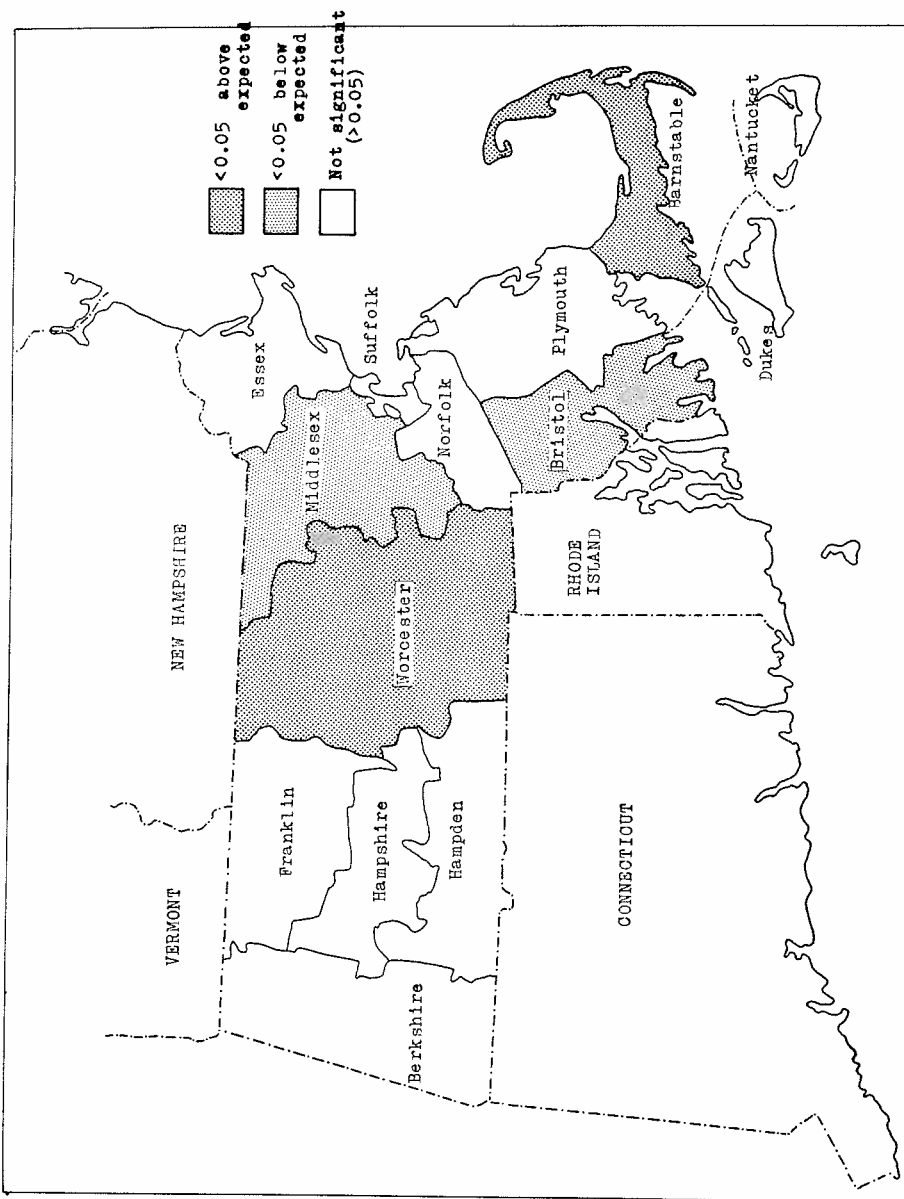 <0.05 above
expected
<0.05 below
expected
Not significant
(>0.05)
VERMONT
NEW HAMPSHIRE
Essex
Middlesex
Suffolk
Franklin
Worcester
Norfolk
Hampshire
Hampden
Berkshire
Bristol
Plymouth
Barnstable
Dukes
Nantucket
RHODE
ISLAND
CONNECTICUT